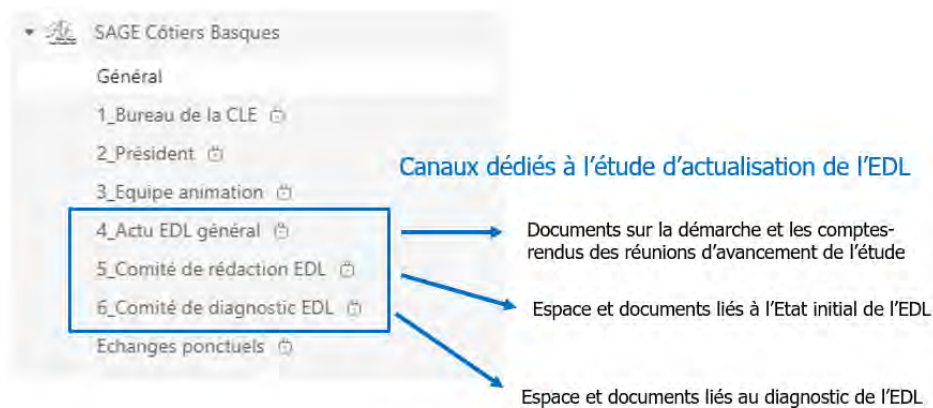 SAGE Côtiers Basques
Général
1_Bureau de la CLE
2_Président
3_Equipe animation
4_Actu EDL général
5_Comité de rédaction EDL
6_Comité de diagnostic EDL
Echanges ponctuels
Canaux dédiés à l'étude d'actualisation de l'EDL
Documents sur la démarche et les comptes-
rendus des réunions d'avancement de l'étude
Espace et documents liés à l'Etat initial de l'EDL
Espace et documents liés au diagnostic de l'EDL